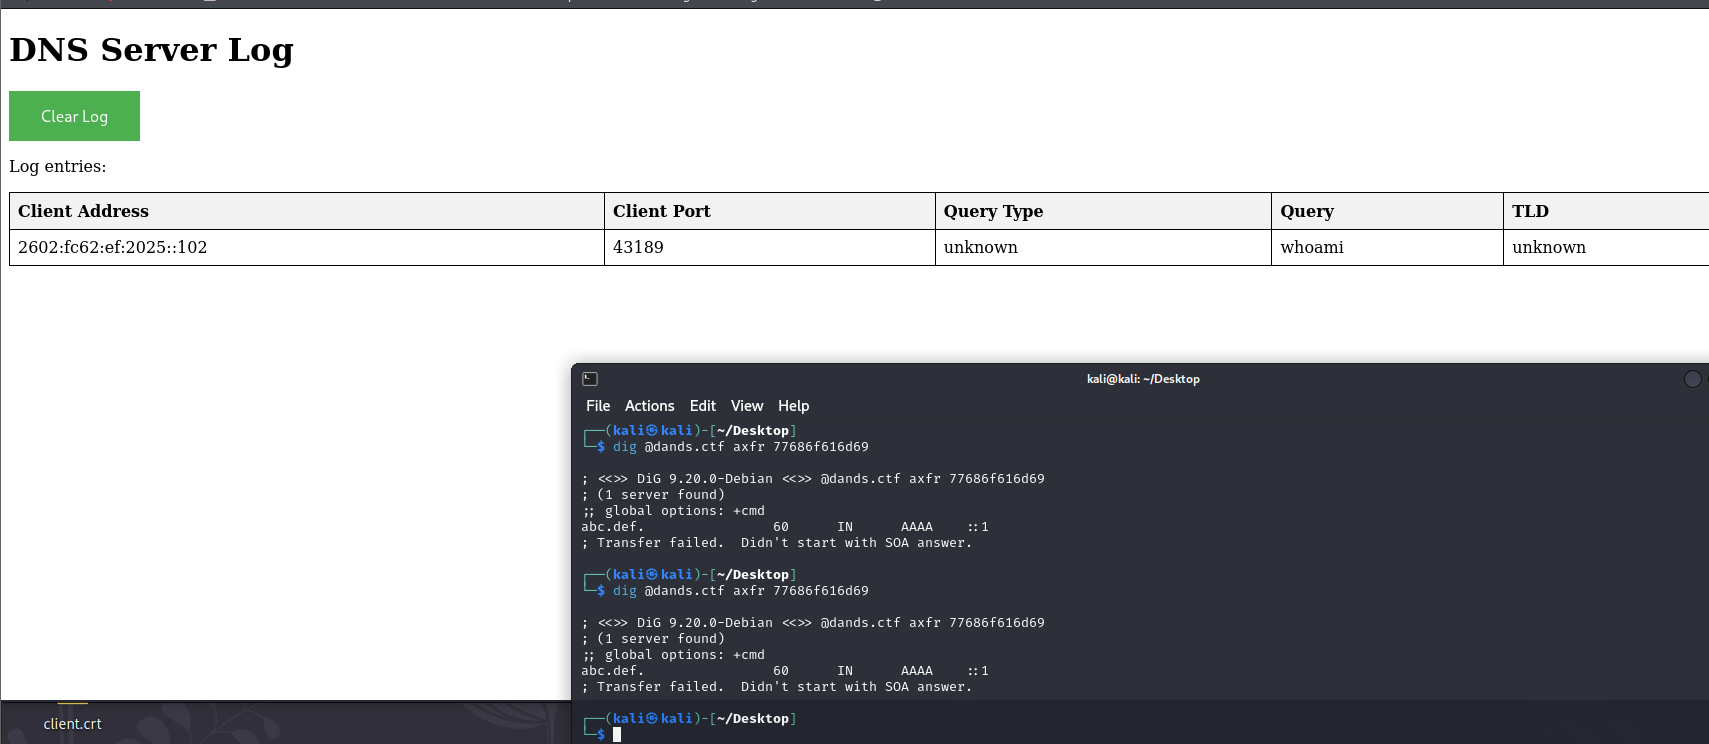 DNS Server Log
Clear Log
Log entries:
Client Address Client Port Query Type Query TLD
2602:fc62:ef:2025::102 43189 unknown whoami unknown
kali@kali: ~/Desktop
File Actions Edit View Help
┌──(kali㉿kali)-[~/Desktop]
└─$ dig @dands.ctf axfr 77686f616d69
; <<>> DiG 9.20.0-Debian <<>> @dands.ctf axfr 77686f616d69
; (1 server found)
;; global options: +cmd
abc.def. 60 IN AAAA ::1
; Transfer failed. Didn't start with SOA answer.
┌──(kali㉿kali)-[~/Desktop]
└─$ dig @dands.ctf axfr 77686f616d69
; <<>> DiG 9.20.0-Debian <<>> @dands.ctf axfr 77686f616d69
; (1 server found)
;; global options: +cmd
abc.def. 60 IN AAAA ::1
; Transfer failed. Didn't start with SOA answer.
┌──(kali㉿kali)-[~/Desktop]
└─$
client.crt